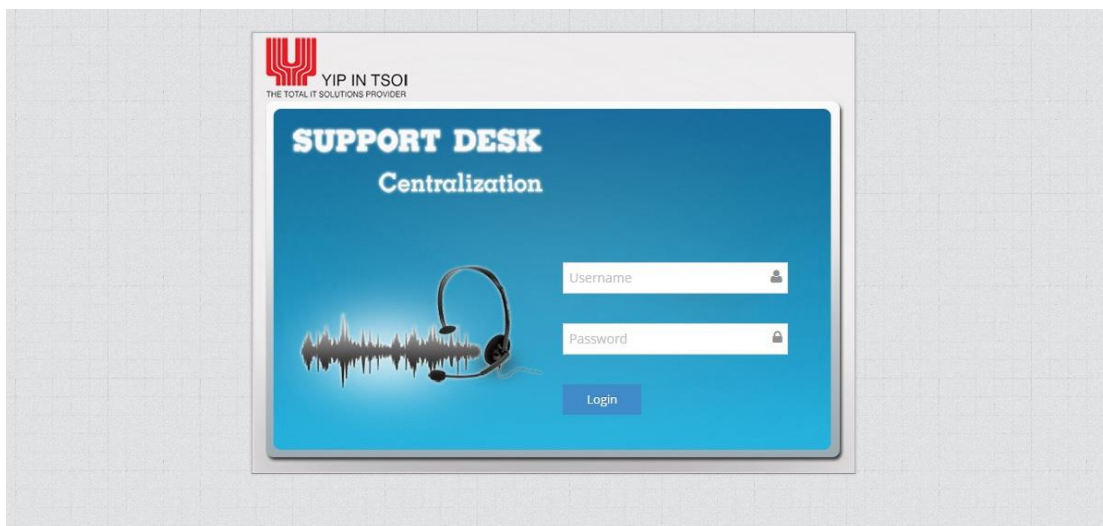 YIP IN TSOI
THE TOTAL IT SOLUTIONS PROVIDER
SUPPORT DESK
Centralization
Username
Password
Login